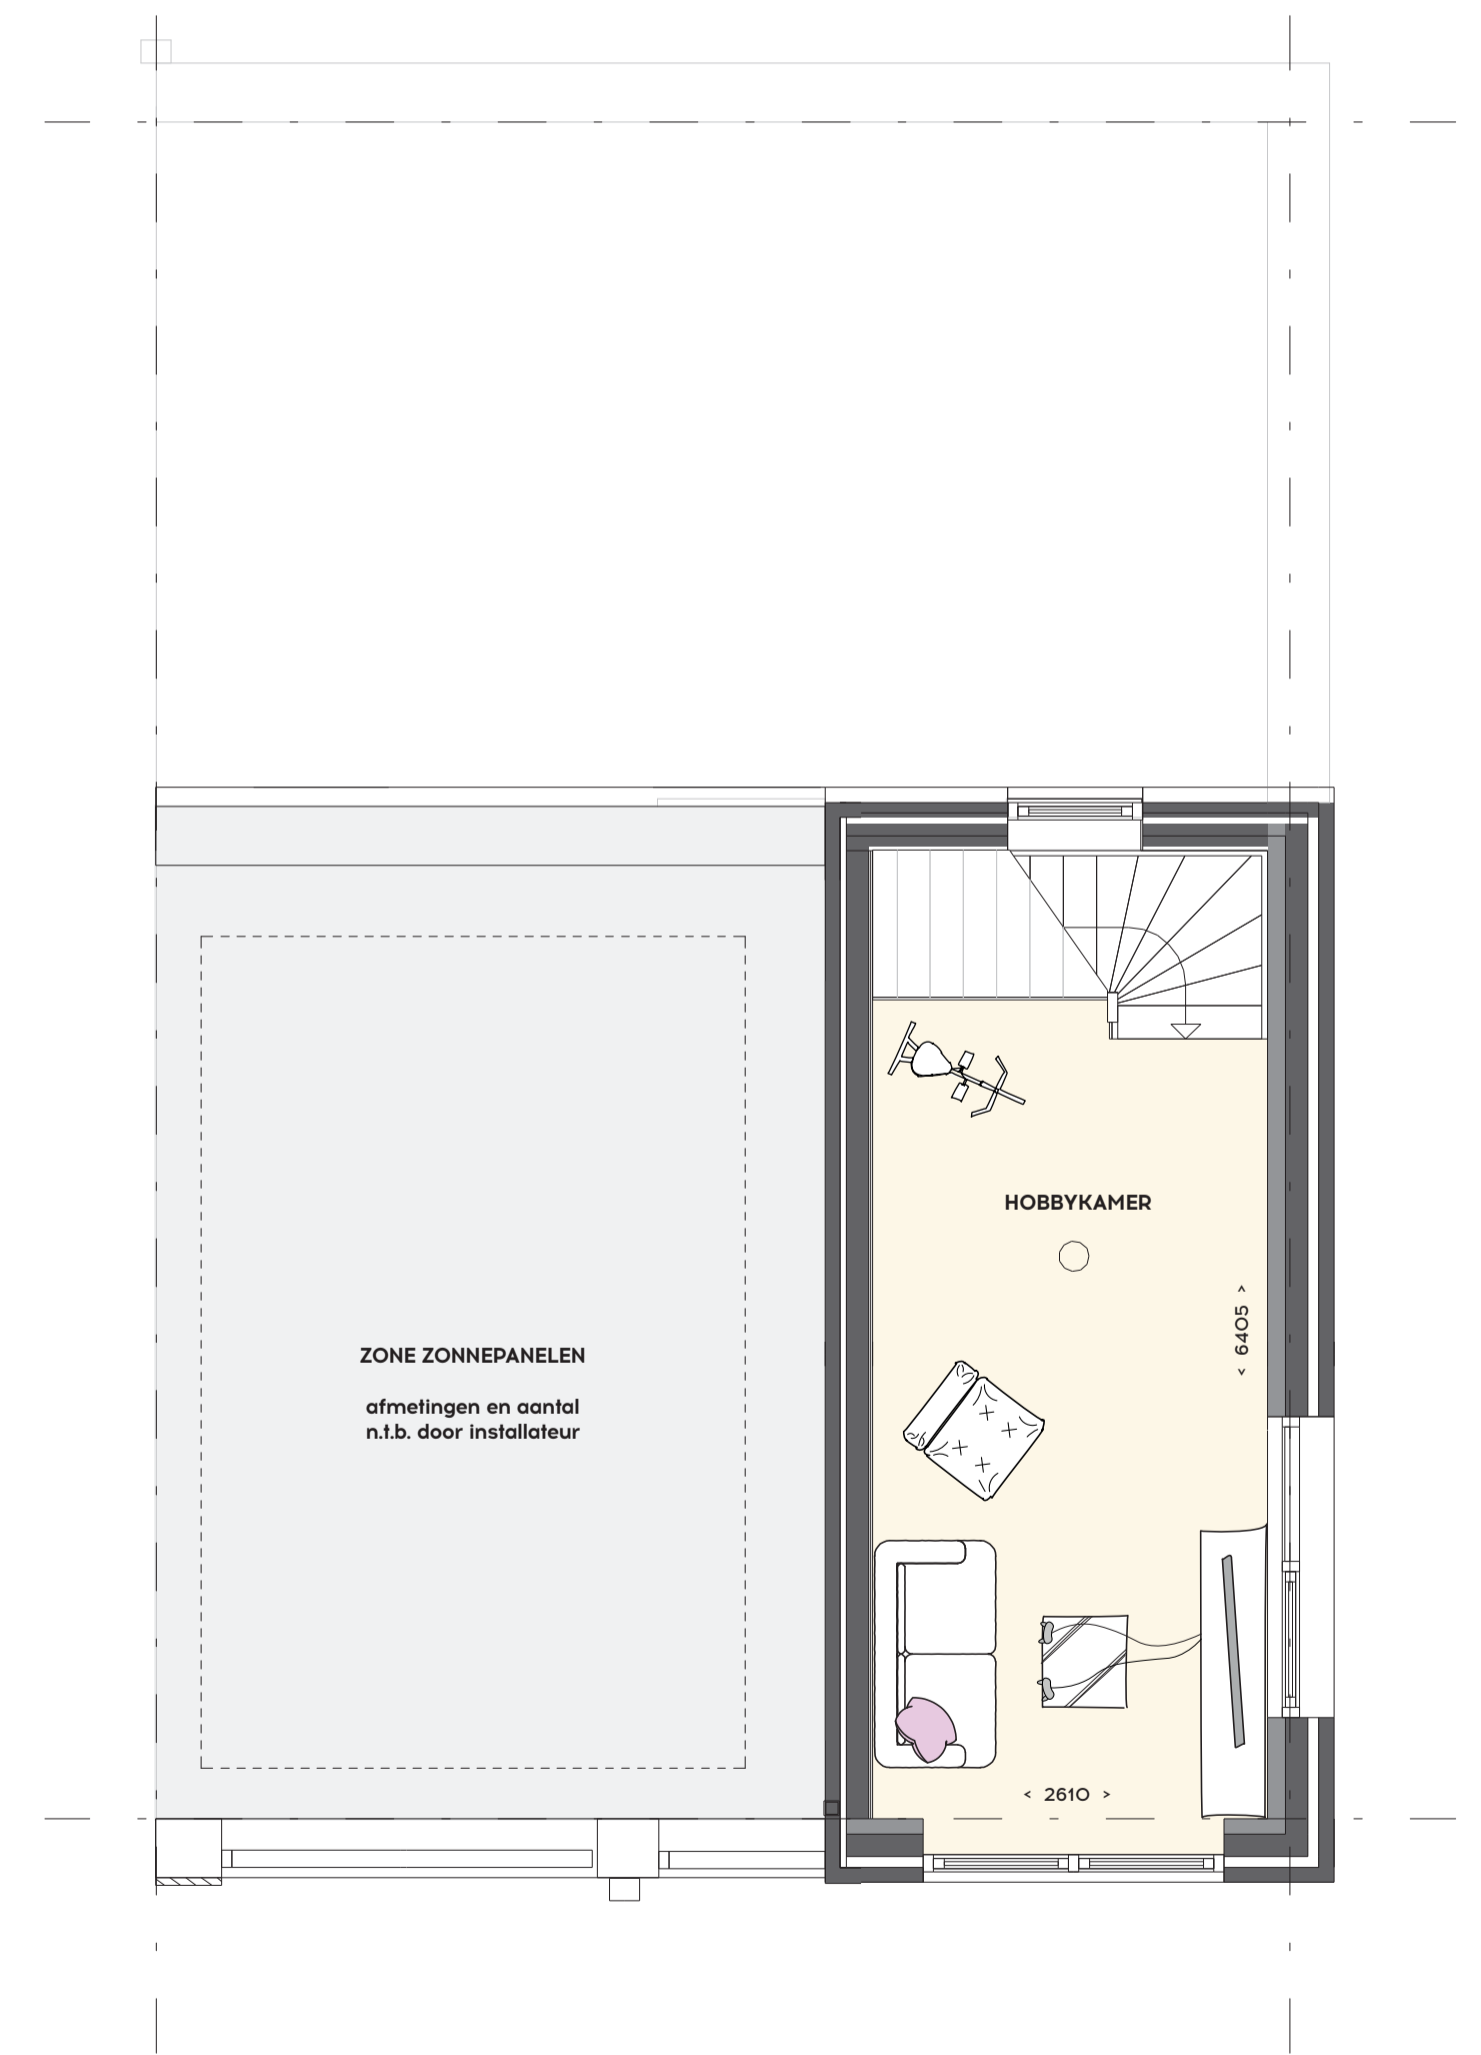 HOBBYKAMER
< 6405 >
ZONE ZONNEPANELEN
afmetingen en aantal
n.t.b. door installateur
< 2610 >